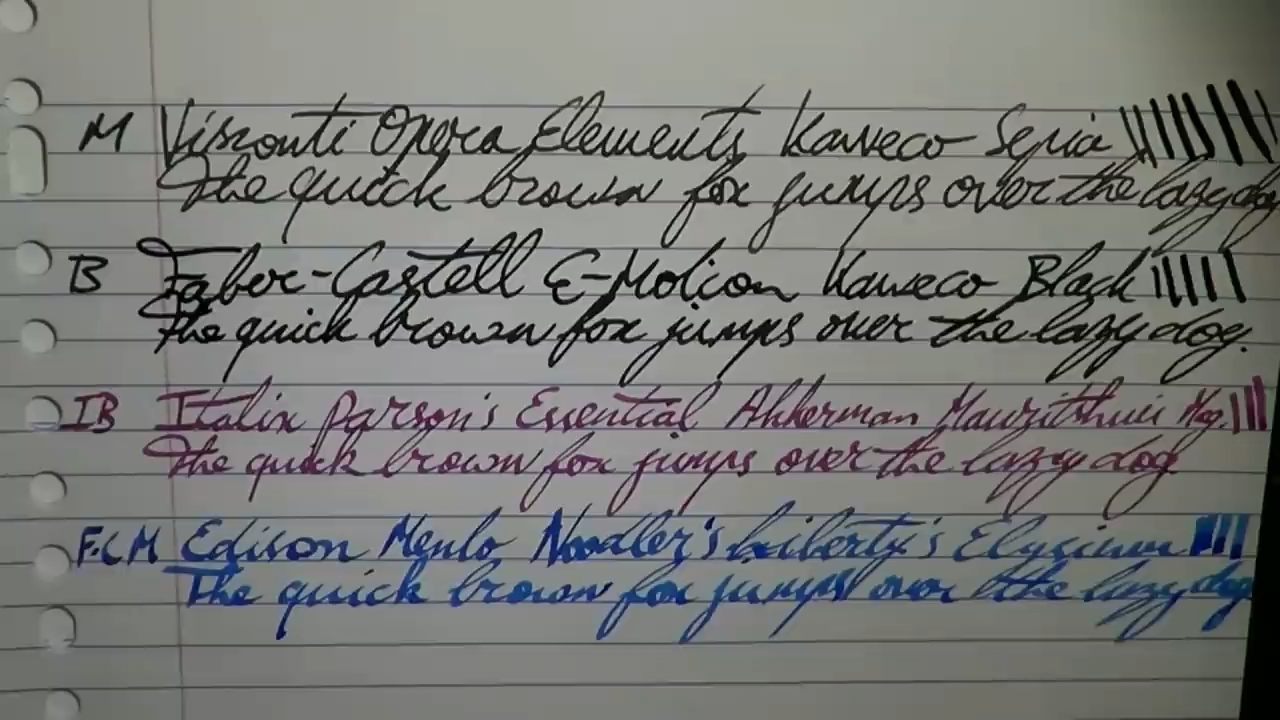 M Visconti Opera Elements Kaweco Sepia
The quick brown fox jumps over the lazy dog
B Faber-Castell E-Motion Kaweco Black
The quick brown fox jumps over the lazy dog.
IB Italix Parson's Essential Akkerman Mauritshuis Mag.
The quick brown fox jumps over the lazy dog
F.C.M Edison Menlo Noodler's Liberty's Elysium
The quick brown fox jumps over the lazy dog